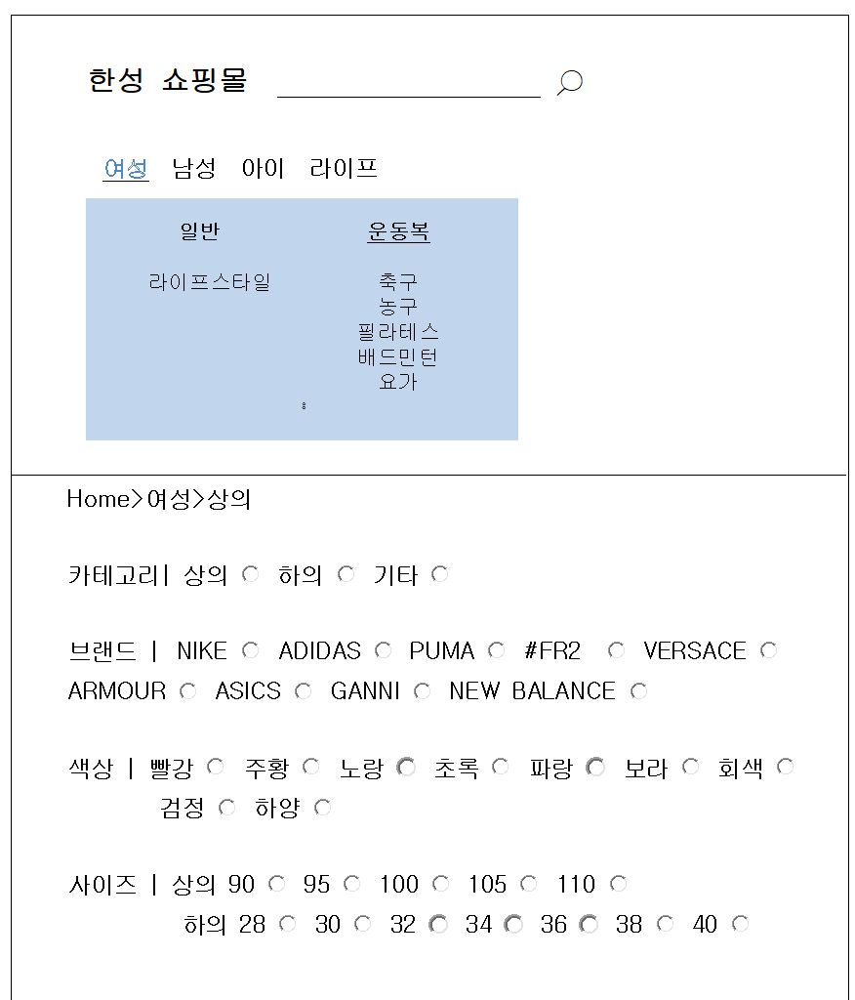 한성 쇼핑몰
여성 남성 아이 라이프
일반 운동복
라이프스타일 축구
농구
필라테스
배드민턴
요가
Home>여성>상의
카테고리| 상의 하의 기타
브랜드 | NIKE ADIDAS PUMA #FR2 VERSACE
ARMOUR ASICS GANNI NEW BALANCE
색상 | 빨강 주황 노랑 초록 파랑 보라 회색
검정 하양
사이즈 | 상의 90 95 100 105 110
하의 28 30 32 34 36 38 40